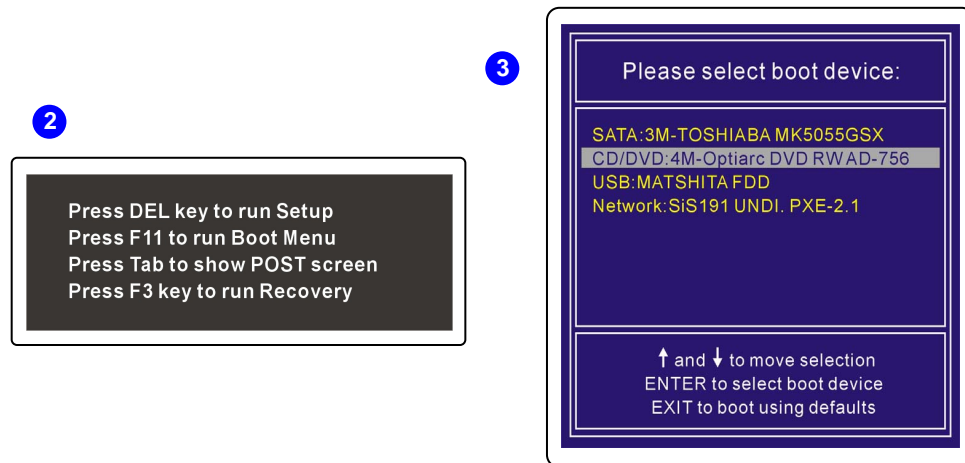 2
Press DEL key to run Setup
Press F11 to run Boot Menu
Press Tab to show POST screen
Press F3 key to run Recovery
3
Please select boot device:
SATA:3M-TOSHIABA MK5055GSX
CD/DVD:4M-Optiarc DVD RW AD-756
USB:MATSHITA FDD
Network:SiS191 UNDI. PXE-2.1
↑ and ↓ to move selection
ENTER to select boot device
EXIT to boot using defaults